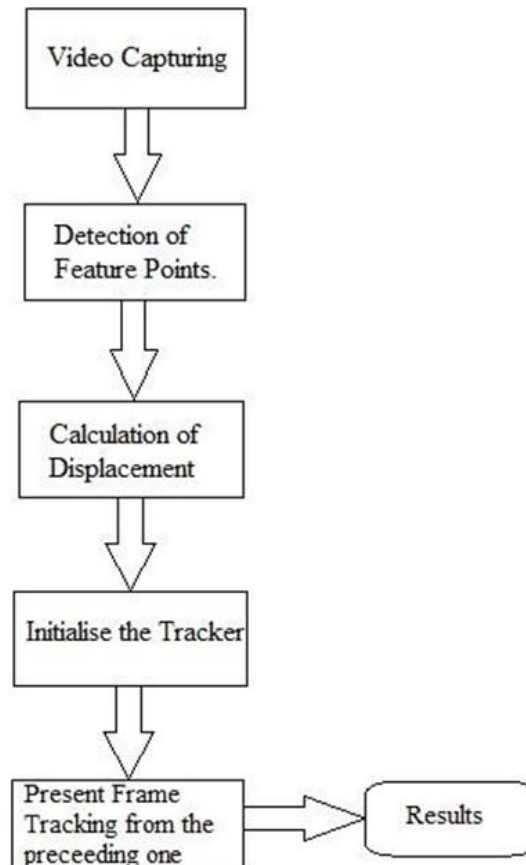 Video Capturing
Detection of
Feature Points.
Calculation of
Displacement
Initialise the Tracker
Present Frame
Tracking from the
preceeding one
Results